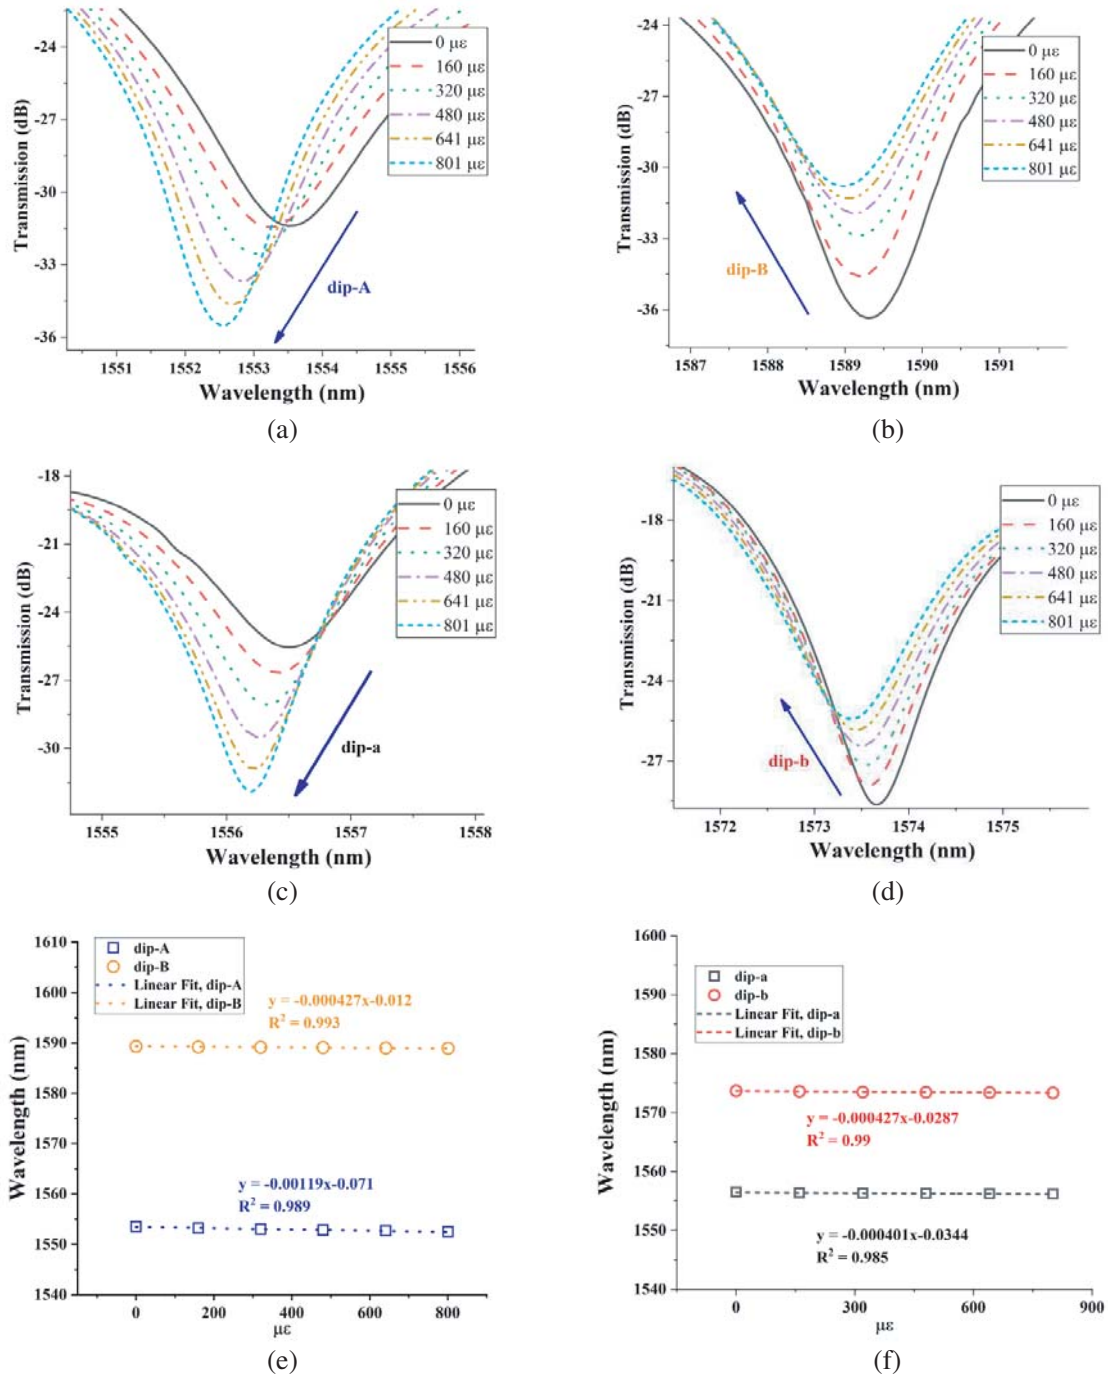 -24
-27
-30
-33
-36
Transmission (dB)
0 με
160 με
320 με
480 με
641 με
801 με
dip-A
1551 1552 1553 1554 1555 1556
Wavelength (nm)
(a)
-24
-27
-30
-33
-36
Transmission (dB)
0 με
160 με
320 με
480 με
641 με
801 με
dip-B
1587 1588 1589 1590 1591
Wavelength (nm)
(b)
-18
-21
-24
-27
-30
Transmission (dB)
0 με
160 με
320 με
480 με
641 με
801 με
dip-a
1555 1556 1557 1558
Wavelength (nm)
(c)
-18
-21
-24
-27
Transmission (dB)
0 με
160 με
320 με
480 με
641 με
801 με
dip-b
1572 1573 1574 1575
Wavelength (nm)
(d)
1610
1600
1590
1580
1570
1560
1550
1540
Wavelength (nm)
dip-A
dip-B
Linear Fit, dip-A
Linear Fit, dip-B
y = -0.000427x-0.012
R² = 0.993
y = -0.00119x-0.071
R² = 0.989
0 200 400 600 800
με
(e)
1600
1590
1580
1570
1560
1550
1540
Wavelength (nm)
dip-a
dip-b
Linear Fit, dip-a
Linear Fit, dip-b
y = -0.000427x-0.0287
R² = 0.99
y = -0.000401x-0.0344
R² = 0.985
0 300 600 900
με
(f)